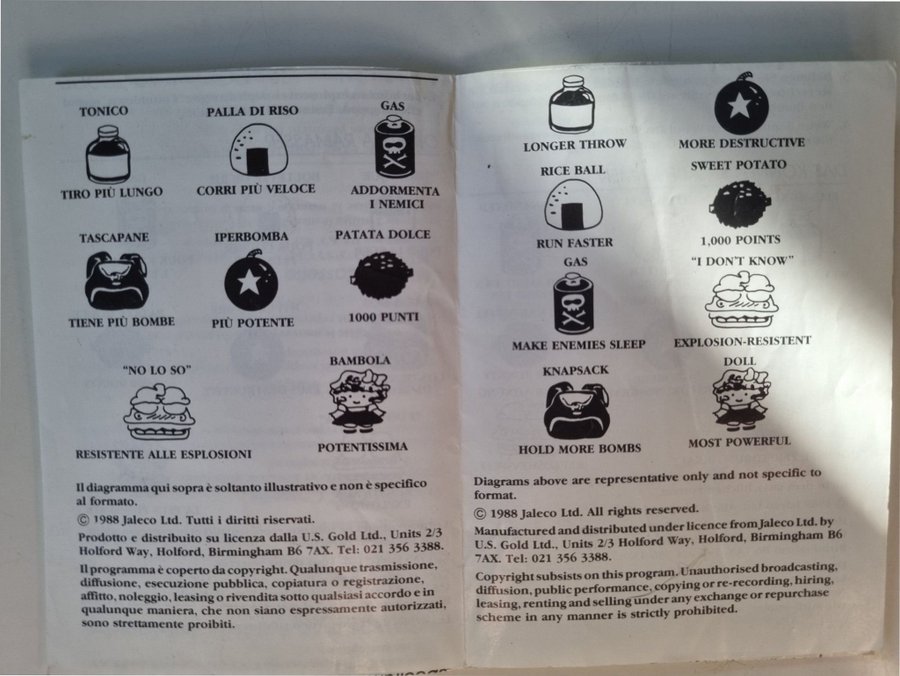 TONICO
PALLA DI RISO
GAS
TIRO PIÙ LUNGO
CORRI PIÙ VELOCE
ADDORMENTA
I NEMICI
TASCAPANE
IPERBOMBA
PATATA DOLCE
TIENE PIÙ BOMBE
PIÙ POTENTE
1000 PUNTI
"NO LO SO"
BAMBOLA
RESISTENTE ALLE ESPLOSIONI
POTENTISSIMA
Il diagramma qui sopra è soltanto illustrativo e non è specifico
al formato.
© 1988 Jaleco Ltd. Tutti i diritti riservati.
Prodotto e distribuito su licenza dalla U.S. Gold Ltd., Units 2/3
Holford Way, Holford, Birmingham B6 7AX. Tel: 021 356 3388.
Il programma è coperto da copyright. Qualunque trasmissione,
diffusione, esecuzione pubblica, copiatura o registrazione,
affitto, noleggio, leasing o rivendita sotto qualsiasi accordo e in
qualunque maniera, che non siano espressamente autorizzati,
sono strettamente proibiti.
LONGER THROW
MORE DESTRUCTIVE
RICE BALL
SWEET POTATO
RUN FASTER
1,000 POINTS
GAS
"I DON'T KNOW"
MAKE ENEMIES SLEEP
EXPLOSION-RESISTENT
KNAPSACK
DOLL
HOLD MORE BOMBS
MOST POWERFUL
Diagrams above are representative only and not specific to
format.
© 1988 Jaleco Ltd. All rights reserved.
Manufactured and distributed under licence from Jaleco Ltd. by
U.S. Gold Ltd., Units 2/3 Holford Way, Holford, Birmingham B6
7AX. Tel: 021 356 3388.
Copyright subsists on this program. Unauthorised broadcasting,
diffusion, public performance, copying or re-recording, hiring,
leasing, renting and selling under any exchange or repurchase
scheme in any manner is strictly prohibited.